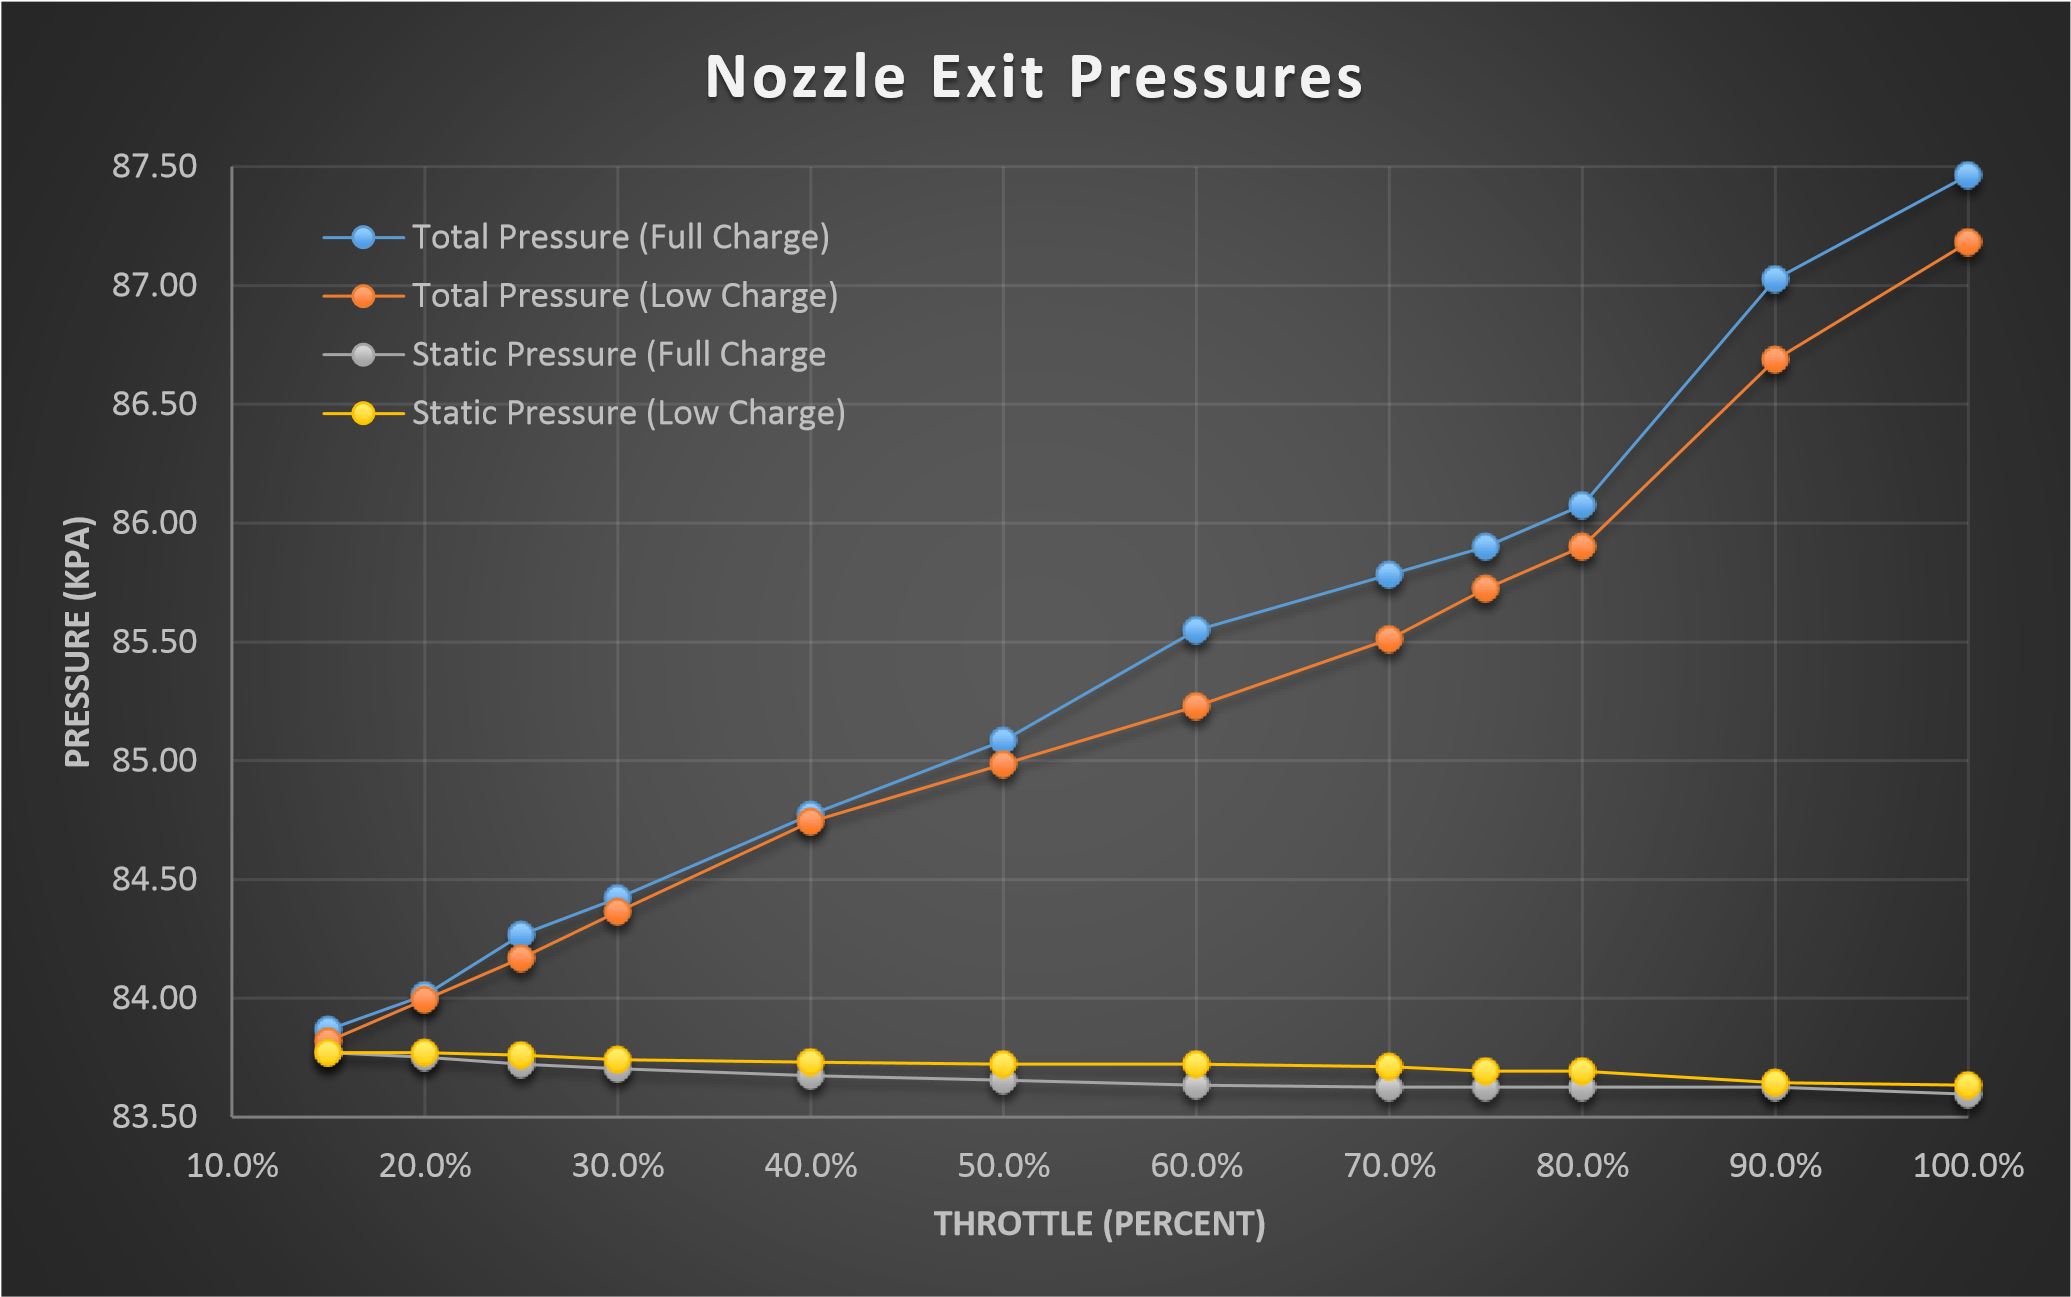 Nozzle Exit Pressures
87.50
87.00
86.50
86.00
85.50
85.00
84.50
84.00
83.50
PRESSURE (KPA)
Total Pressure (Full Charge)
Total Pressure (Low Charge)
Static Pressure (Full Charge
Static Pressure (Low Charge)
10.0% 20.0% 30.0% 40.0% 50.0% 60.0% 70.0% 80.0% 90.0% 100.0%
THROTTLE (PERCENT)